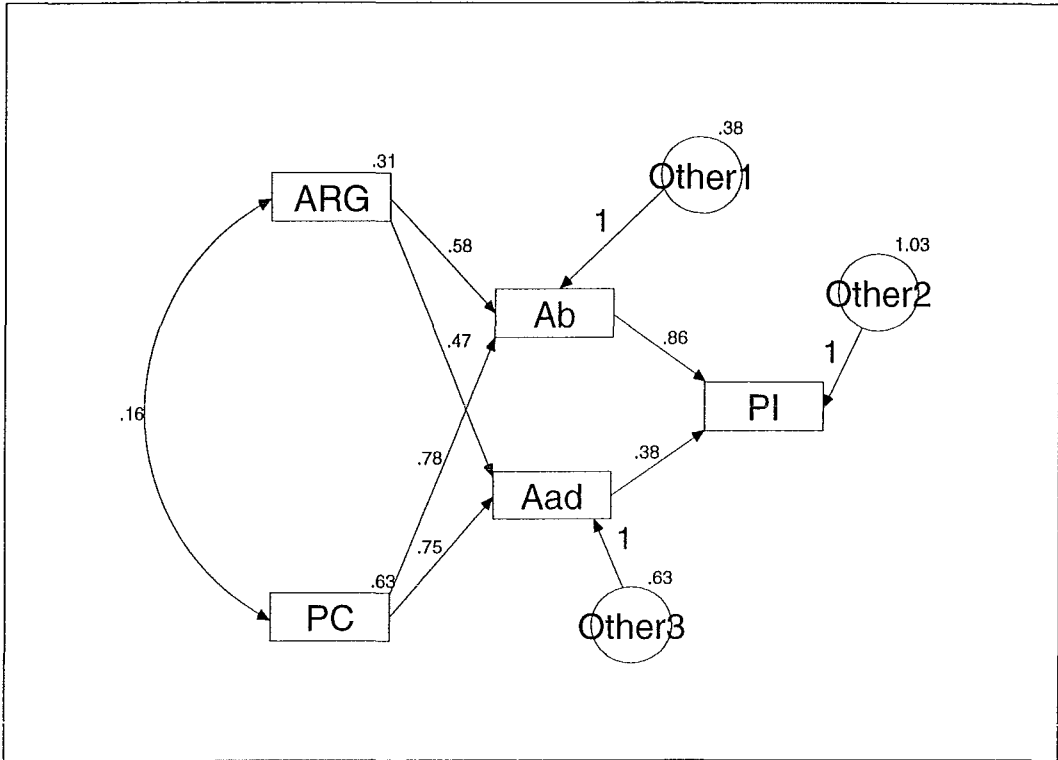 .38
.31
Other1
ARG
1
1.03
.58
Other2
Ab
.47
.86
1
PI
.16
.78
.38
Aad
.75
1
.63
.63
PC
Other3